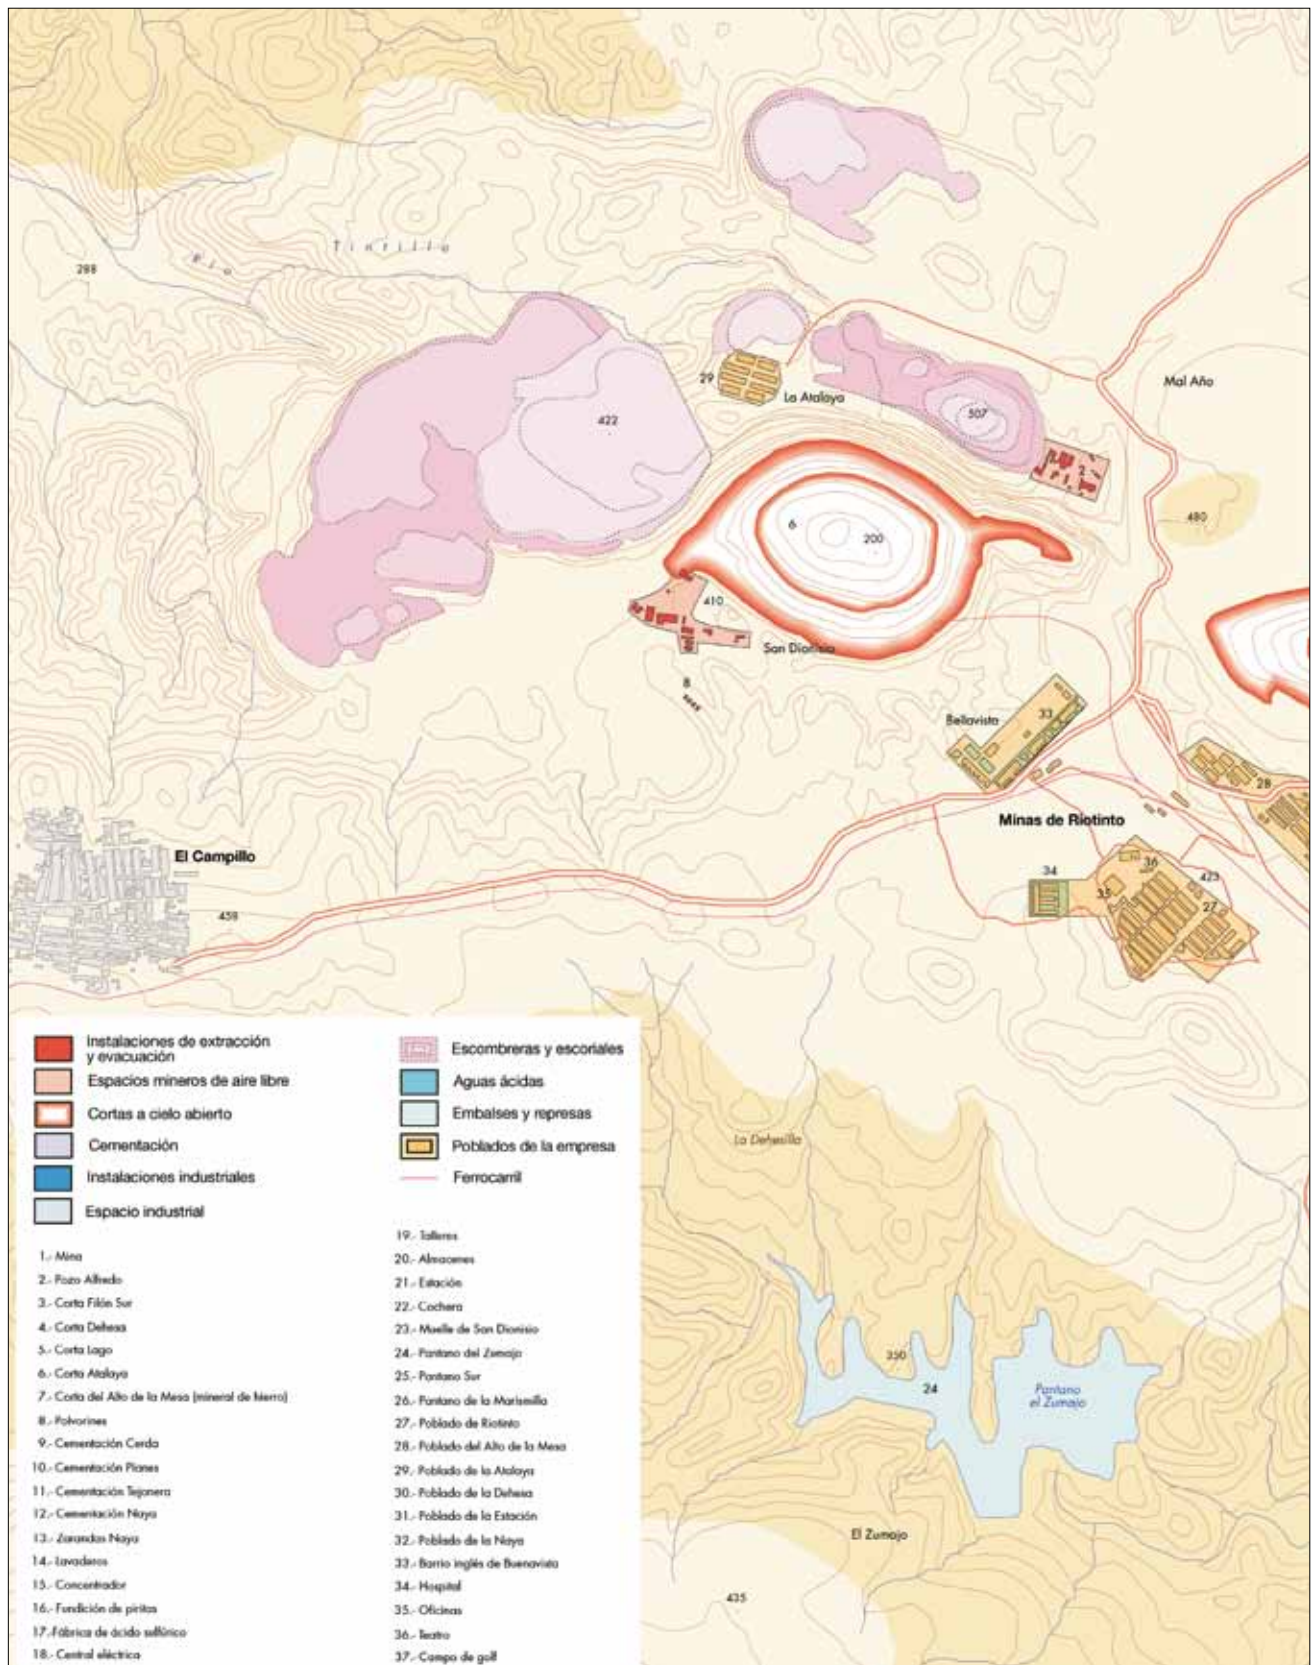 Río Tintillo
288
29
La Atalaya
Mal Año
422
507
2
480
6
200
410
San Dionisio
8
Bellavista
33
28
Minas de Riotinto
El Campillo
34
36
35
423
27
458
Instalaciones de extracción
y evacuación
Espacios mineros de aire libre
Cortas a cielo abierto
Cementación
Instalaciones industriales
Espacio industrial
Escombreras y escoriales
Aguas ácidas
Embalses y represas
Poblados de la empresa
Ferrocarril
1.- Mina
2.- Pozo Alfredo
3.- Corta Filón Sur
4.- Corta Dehesa
5.- Corta Lago
6.- Corta Atalaya
7.- Corta del Alto de la Mesa (mineral de hierro)
8.- Polvorines
9.- Cementación Cerda
10.- Cementación Planes
11.- Cementación Tejonera
12.- Cementación Naya
13.- Zarandas Naya
14.- Lavaderos
15.- Concentrador
16.- Fundición de piritas
17.-Fábrica de ácido sulfúrico
18.- Central eléctrica
19.- Talleres
20.- Almacenes
21.- Estación
22.- Cochera
23.- Muelle de San Dionisio
24.- Pantano del Zumajo
25.- Pantano Sur
26.- Pantano de la Marismilla
27.- Poblado de Riotinto
28.- Poblado del Alto de la Mesa
29.- Poblado de la Atalaya
30.- Poblado de la Dehesa
31.- Poblado de la Estación
32.- Poblado de la Naya
33.- Barrio inglés de Buenavista
34.- Hospital
35.- Oficinas
36.- Teatro
37.- Campo de golf
La Dehesilla
350
24
Pantano
el Zumajo
El Zumajo
435